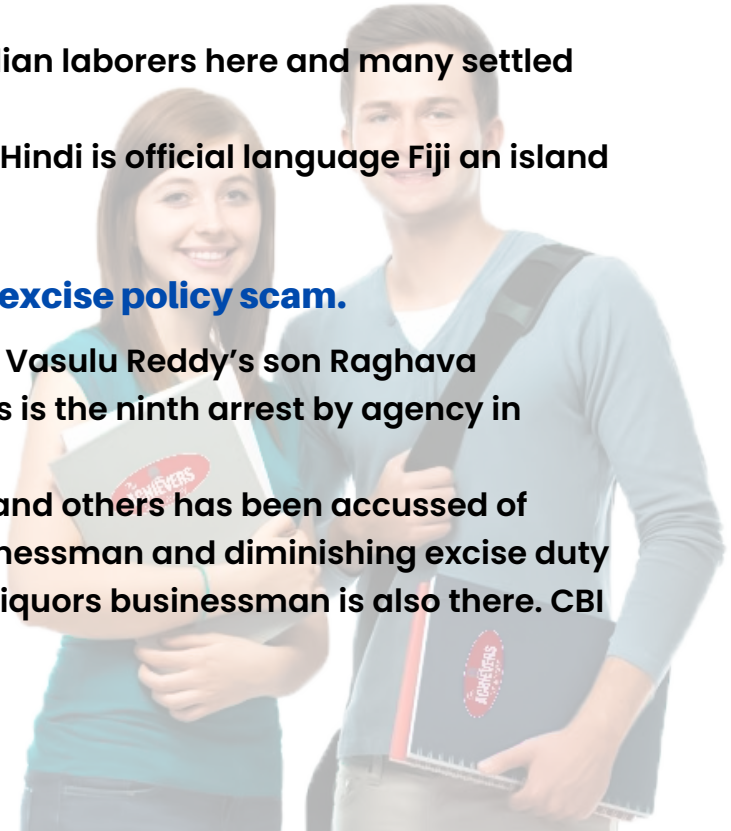 ian laborers here and many settled
Hindi is official language Fiji an island
excise policy scam.
Vasulu Reddy’s son Raghava
s is the ninth arrest by agency in
and others has been accussed of
nessman and diminishing excise duty
iquors businessman is also there. CBI
ACHIEVERS
ACHIEVERS